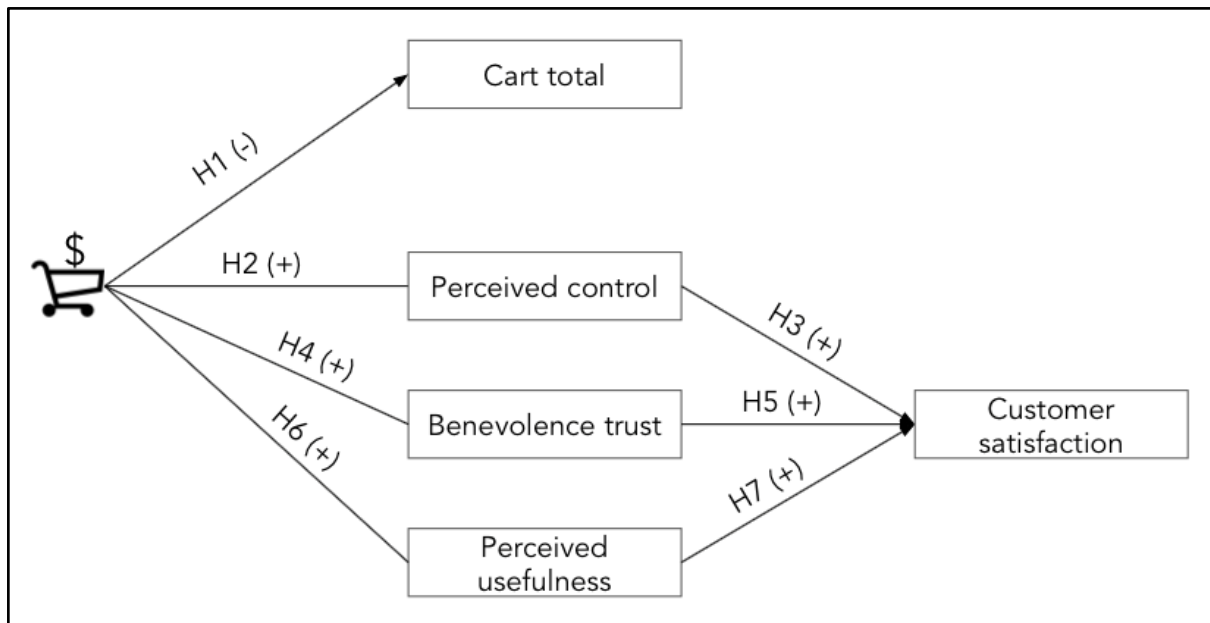 Cart total
H1 (-)
$
H2 (+)
Perceived control
H3 (+)
H4 (+)
Benevolence trust
H5 (+)
Customer
satisfaction
H6 (+)
H7 (+)
Perceived
usefulness